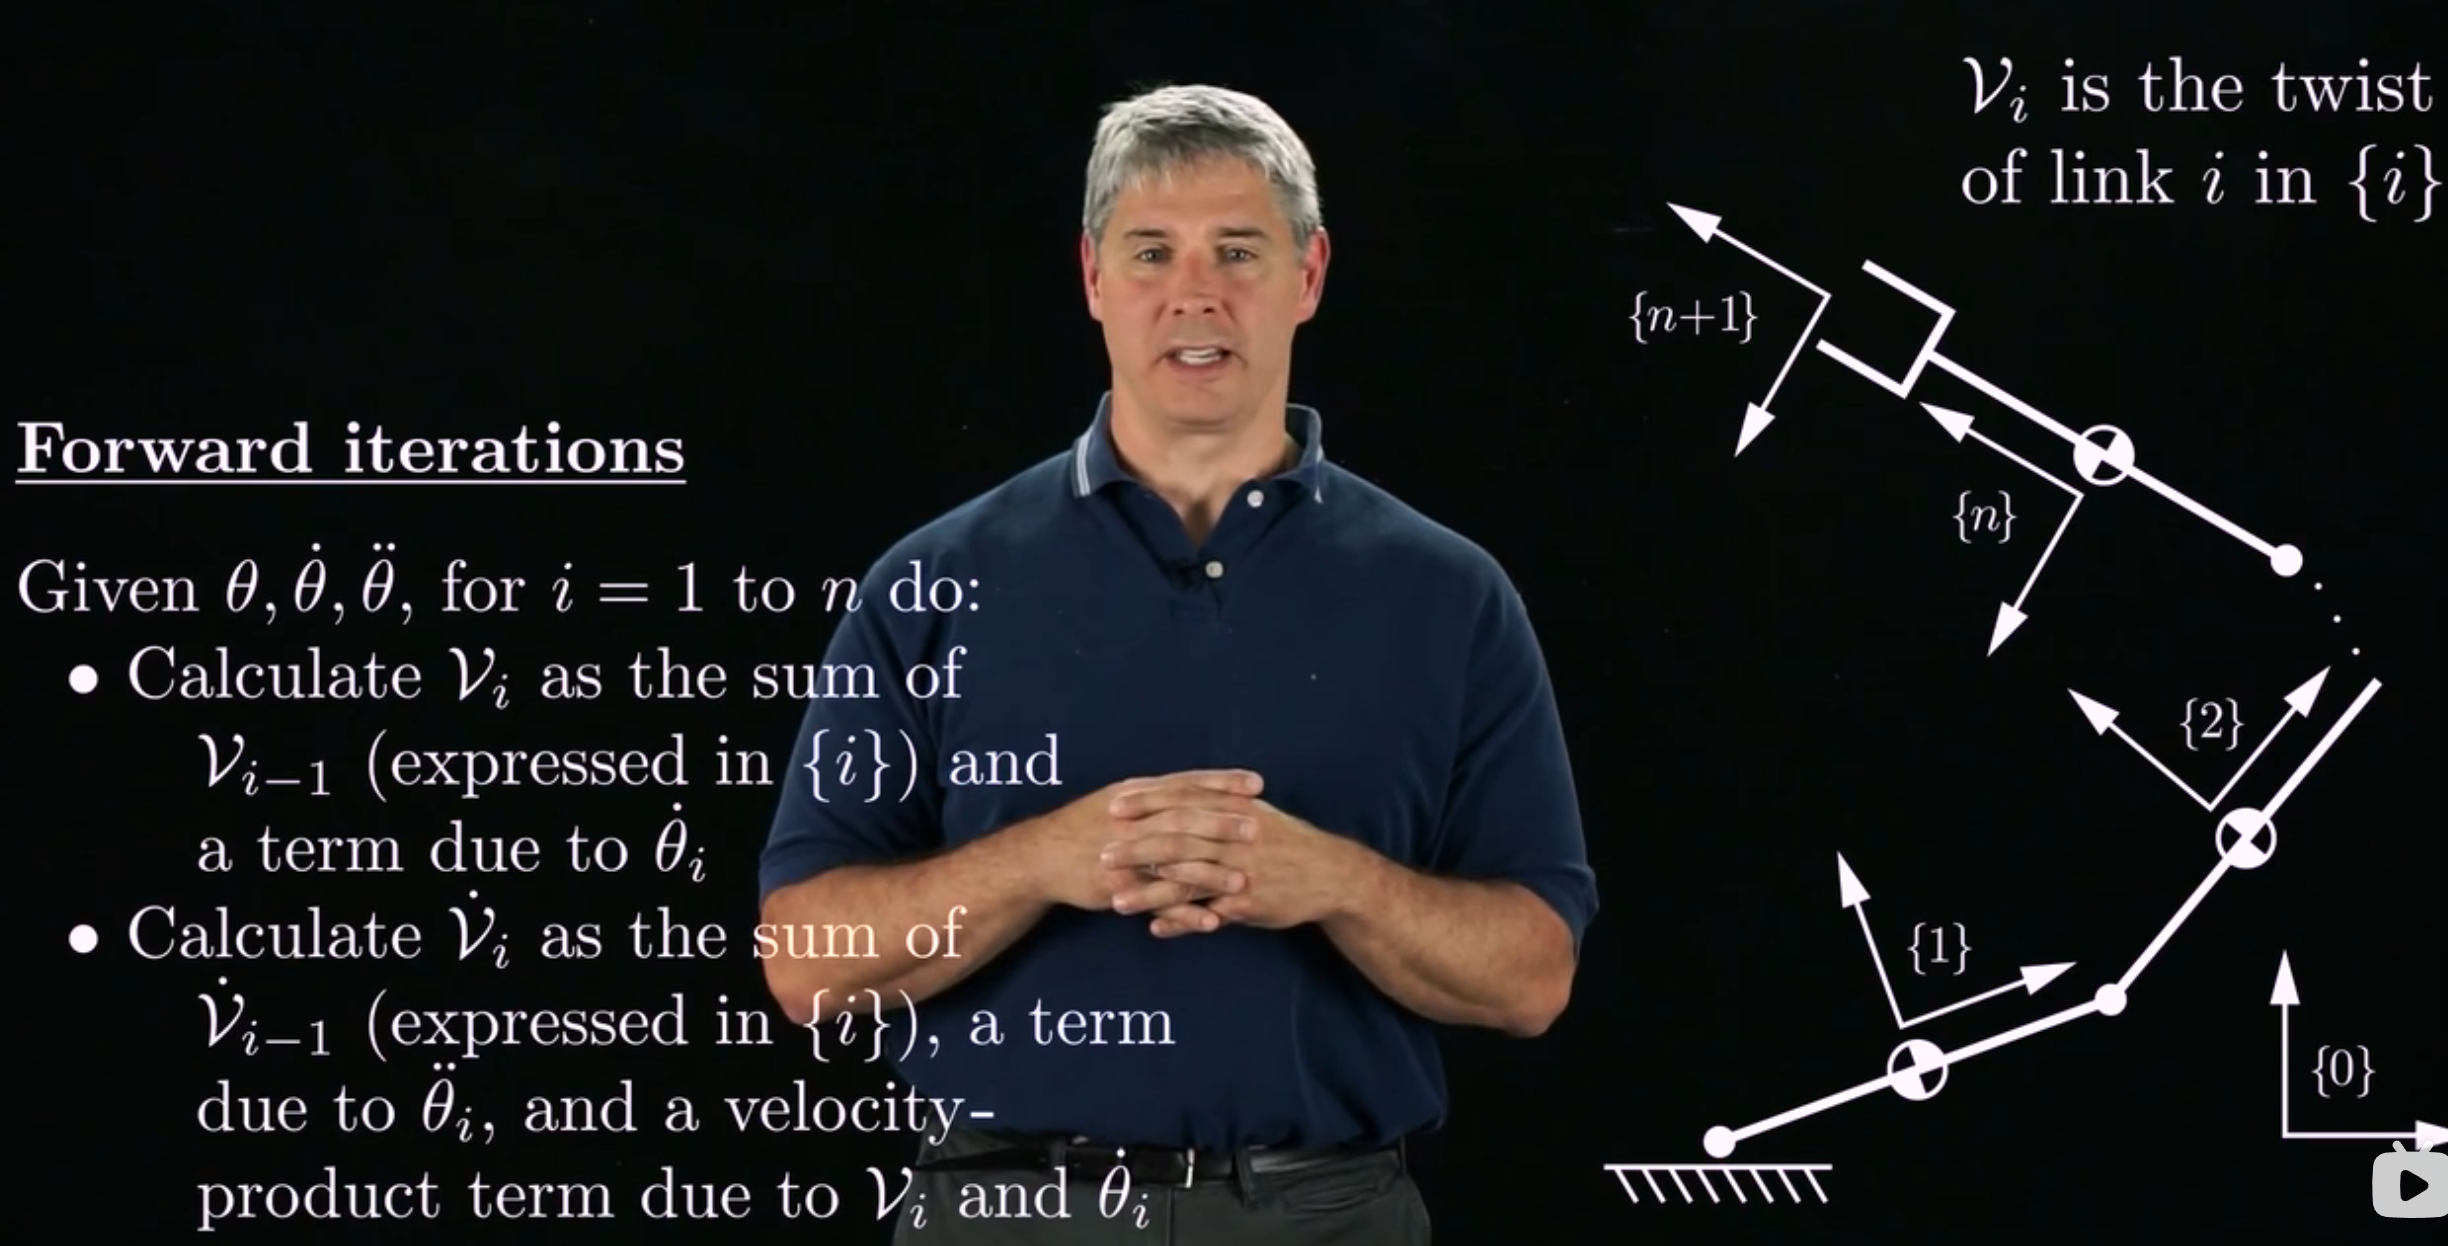 𝒱ᵢ is the twist
of link i in {i}
{n+1}
{n}
{2}
{1}
{0}
Forward iterations
Given θ, θ̇, θ̈, for i = 1 to n do:
• Calculate 𝒱ᵢ as the sum of
𝒱ᵢ₋₁ (expressed in {i}) and
a term due to θ̇ᵢ
• Calculate 𝒱̇ᵢ as the sum of
𝒱̇ᵢ₋₁ (expressed in {i}), a term
due to θ̈ᵢ, and a velocity-
product term due to 𝒱ᵢ and θ̇ᵢ